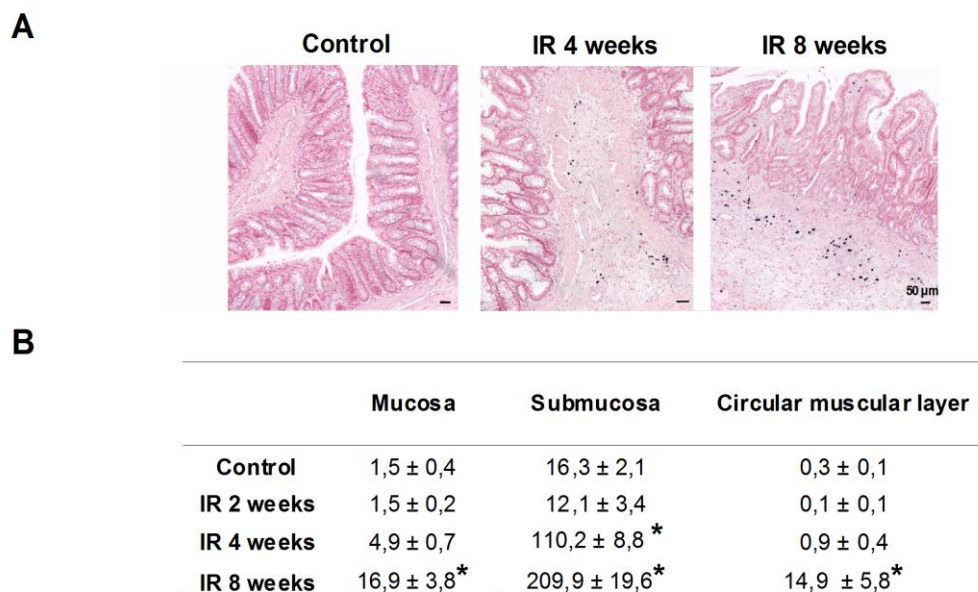 A
Control IR 4 weeks IR 8 weeks
50 µm
B
Mucosa Submucosa Circular muscular layer
Control 1,5 ± 0,4 16,3 ± 2,1 0,3 ± 0,1
IR 2 weeks 1,5 ± 0,2 12,1 ± 3,4 0,1 ± 0,1
IR 4 weeks 4,9 ± 0,7 110,2 ± 8,8 * 0,9 ± 0,4
IR 8 weeks 16,9 ± 3,8* 209,9 ± 19,6* 14,9 ± 5,8*